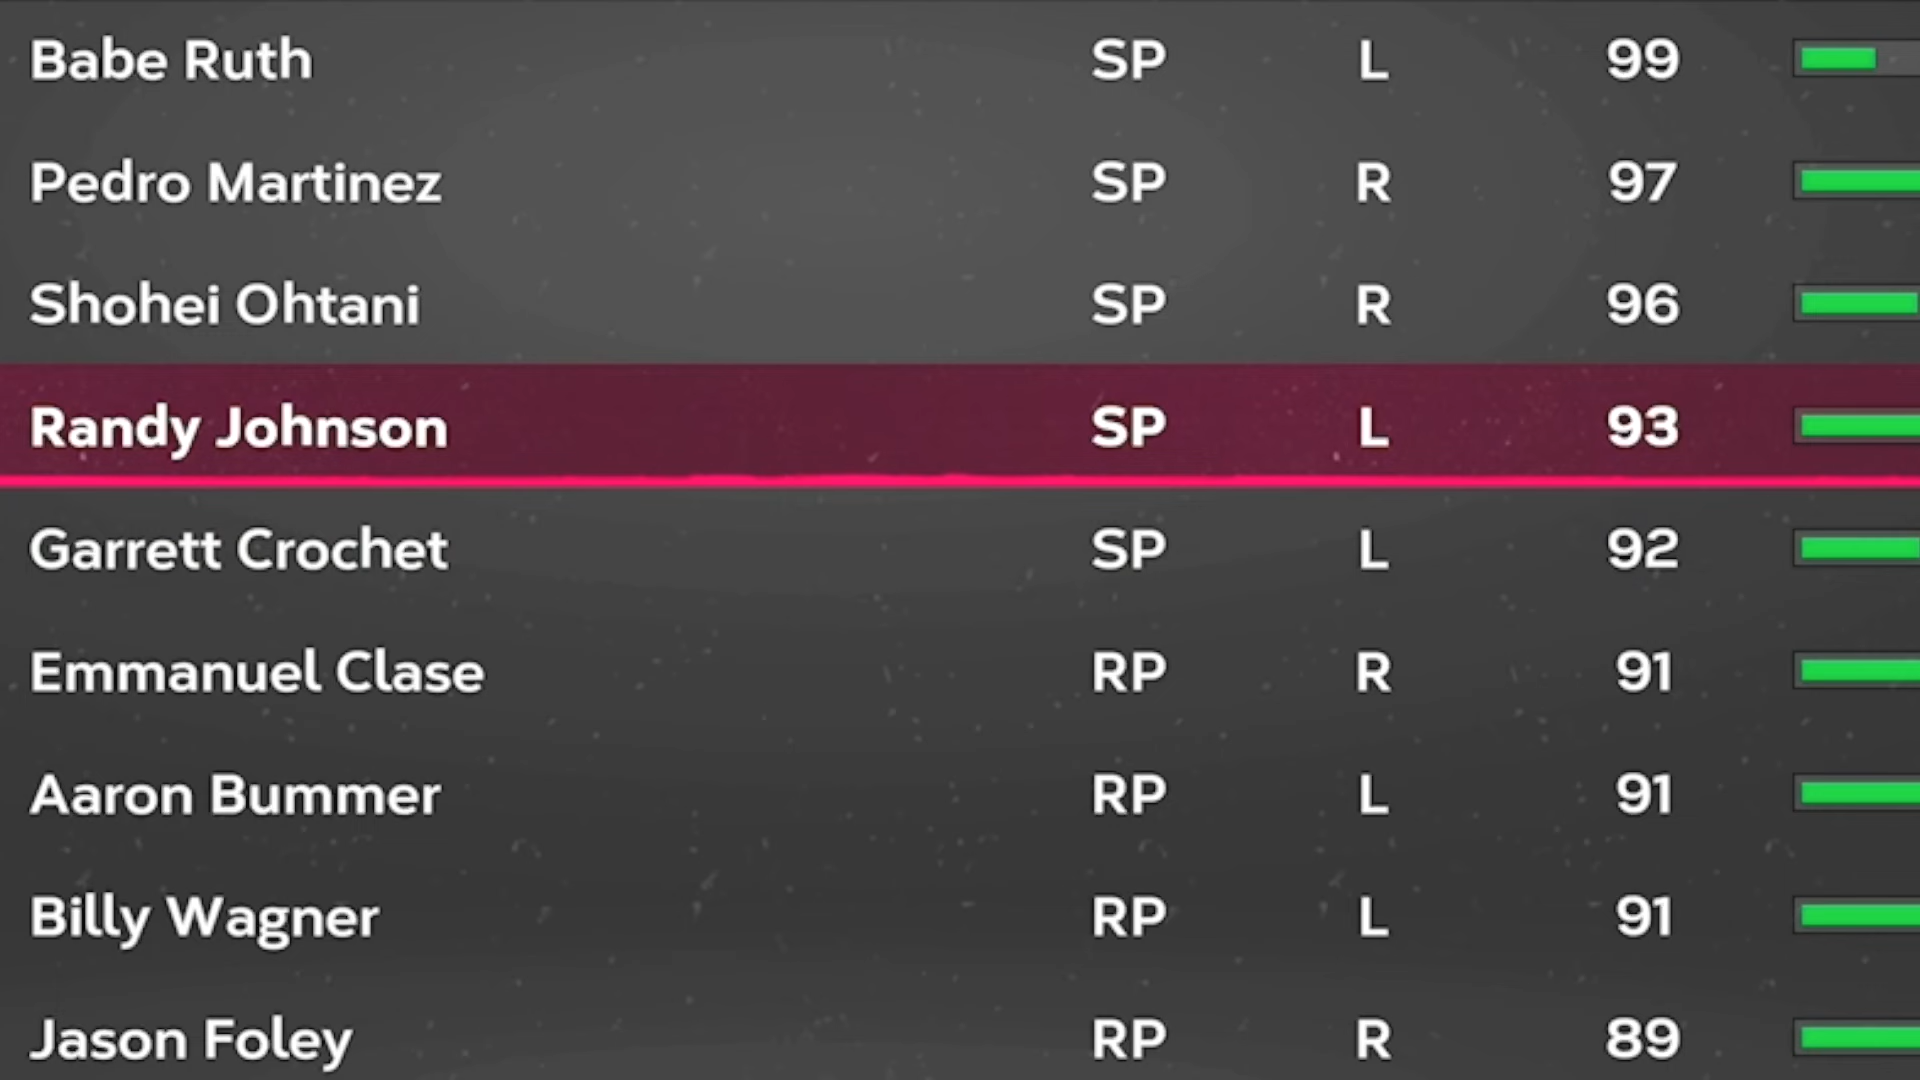 Babe Ruth SP L 99
Pedro Martinez SP R 97
Shohei Ohtani SP R 96
Randy Johnson SP L 93
Garrett Crochet SP L 92
Emmanuel Clase RP R 91
Aaron Bummer RP L 91
Billy Wagner RP L 91
Jason Foley RP R 89